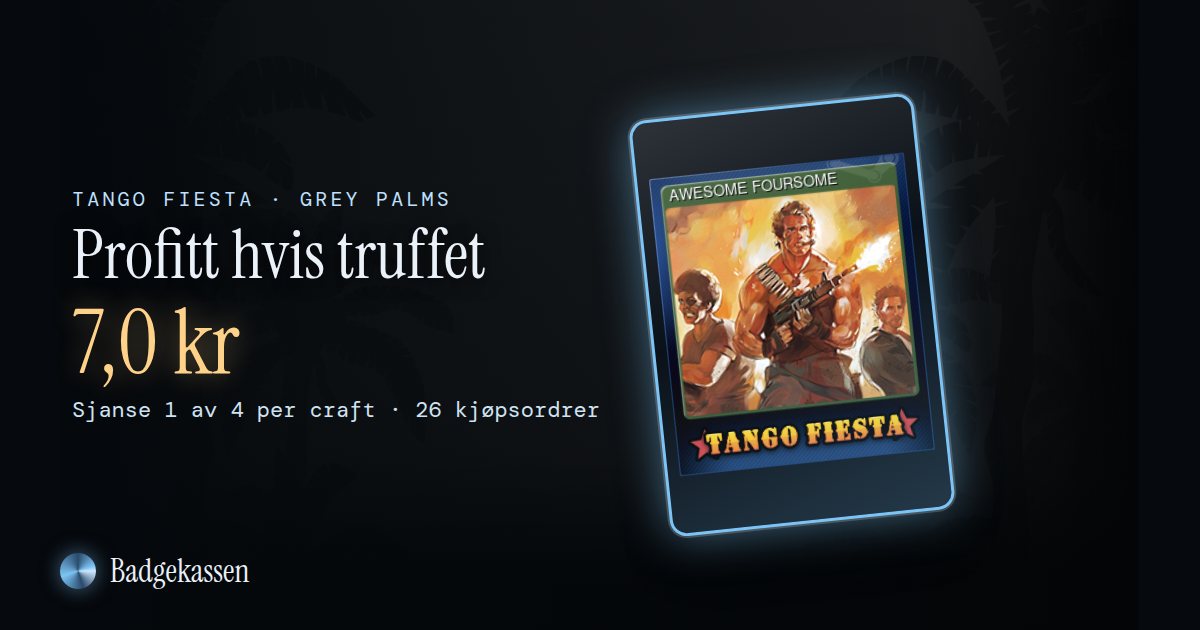 TANGO FIESTA · GREY PALMS
Profitt hvis truffet
7,0 kr
Sjanse 1 av 4 per craft · 26 kjøpsordrer
Badgekassen
AWESOME FOURSOME
TANGO FIESTA